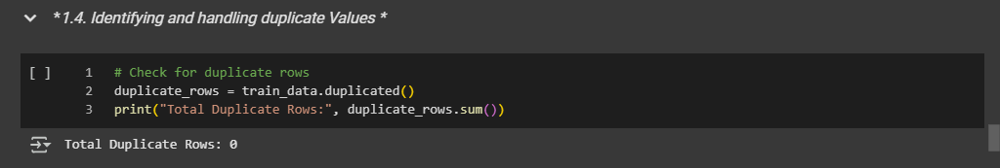 *1.4. Identifying and handling duplicate Values *
[ ] 1 # Check for duplicate rows
2 duplicate_rows = train_data.duplicated()
3 print("Total Duplicate Rows:", duplicate_rows.sum())
Total Duplicate Rows: 0